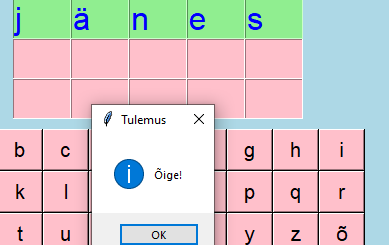 j ä n e s
Tulemus
b c g h i
Õige!
k l p q r
t u y z õ
OK